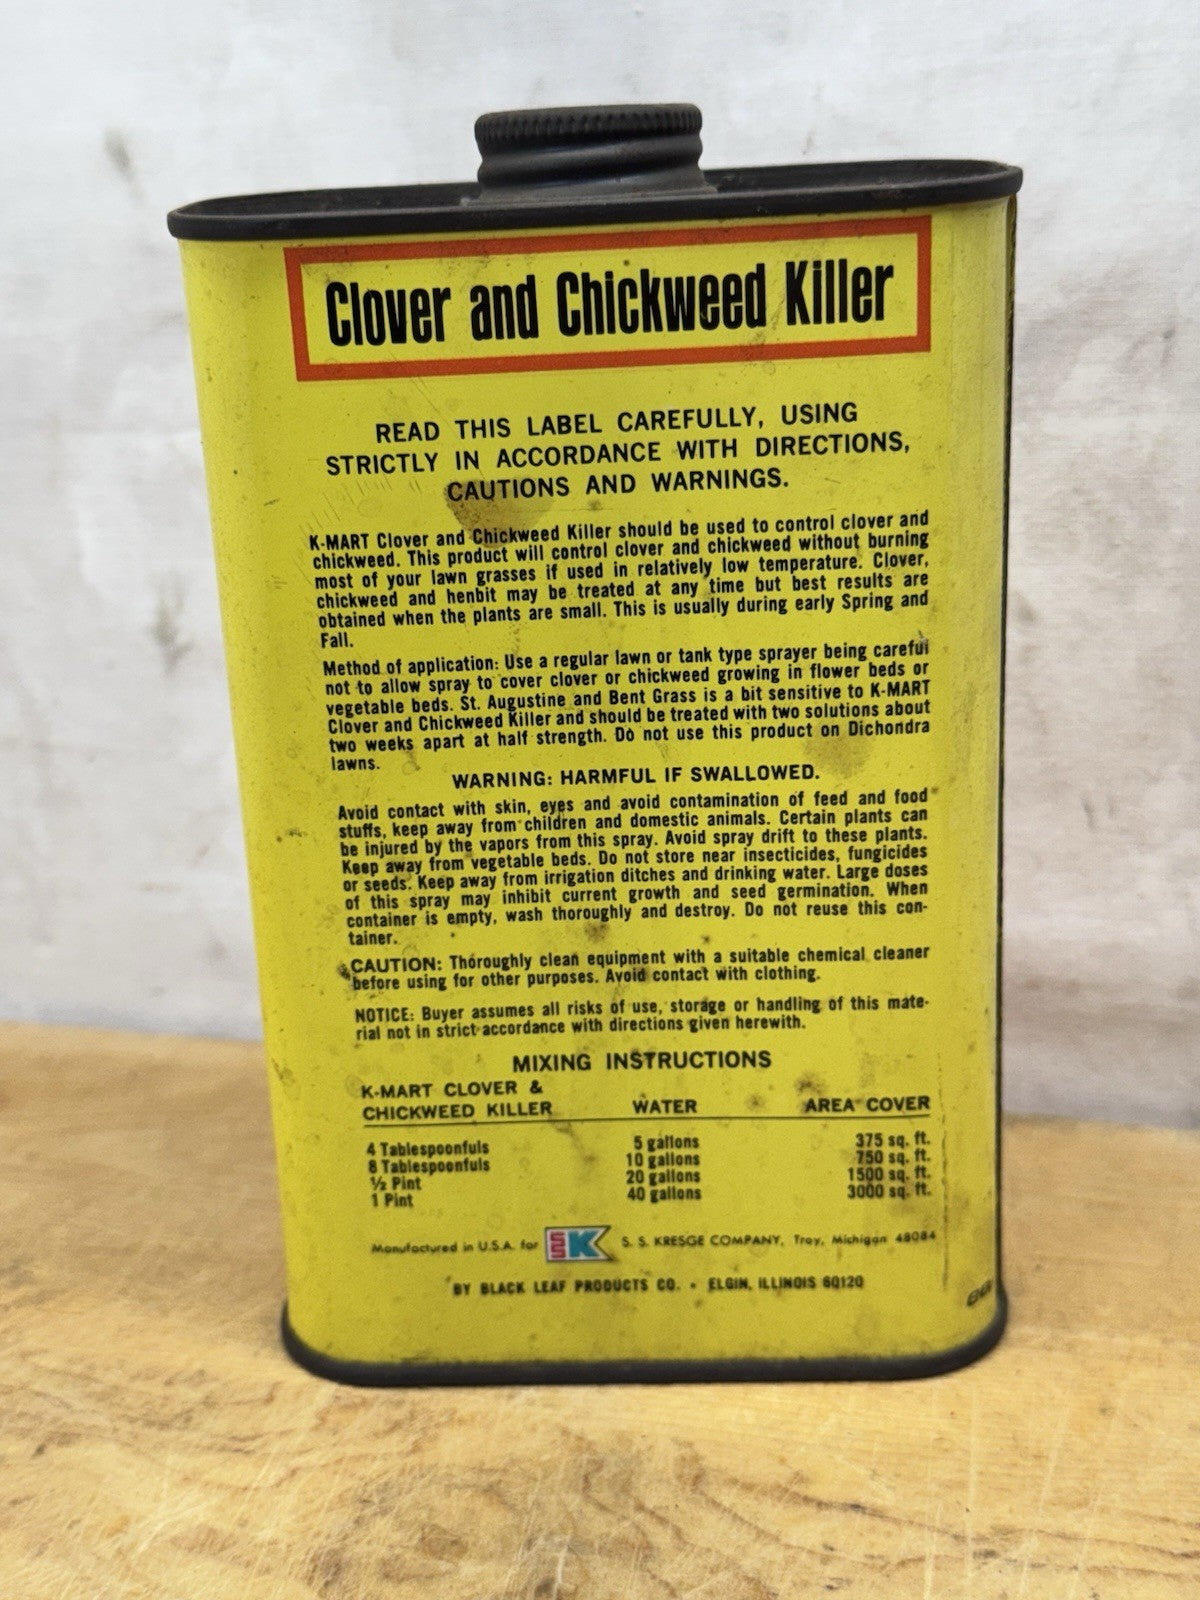 Clover and Chickweed Killer
READ THIS LABEL CAREFULLY, USING
STRICTLY IN ACCORDANCE WITH DIRECTIONS,
CAUTIONS AND WARNINGS.
K-MART Clover and Chickweed Killer should be used to control clover and
chickweed. This product will control clover and chickweed without burning
most of your lawn grasses if used in relatively low temperature. Clover,
chickweed and henbit may be treated at any time but best results are
obtained when the plants are small. This is usually during early Spring and
Fall.
Method of application: Use a regular lawn or tank type sprayer being careful
not to allow spray to cover clover or chickweed growing in flower beds or
vegetable beds. St. Augustine and Bent Grass is a bit sensitive to K-MART
Clover and Chickweed Killer and should be treated with two solutions about
two weeks apart at half strength. Do not use this product on Dichondra
lawns.
WARNING: HARMFUL IF SWALLOWED.
Avoid contact with skin, eyes and avoid contamination of feed and food
stuffs, keep away from children and domestic animals. Certain plants can
be injured by the vapors from this spray. Avoid spray drift to these plants.
Keep away from vegetable beds. Do not store near insecticides, fungicides
or seeds. Keep away from irrigation ditches and drinking water. Large doses
of this spray may inhibit current growth and seed germination. When
container is empty, wash thoroughly and destroy. Do not reuse this con-
tainer.
CAUTION: Thoroughly clean equipment with a suitable chemical cleaner
before using for other purposes. Avoid contact with clothing.
NOTICE: Buyer assumes all risks of use, storage or handling of this mate-
rial not in strict accordance with directions given herewith.
MIXING INSTRUCTIONS
K-MART CLOVER &
CHICKWEED KILLER WATER AREA COVER
4 Tablespoonfuls 5 gallons 375 sq. ft.
8 Tablespoonfuls 10 gallons 750 sq. ft.
½ Pint 20 gallons 1500 sq. ft.
1 Pint 40 gallons 3000 sq. ft.
Manufactured in U.S.A. for SSK S. S. KRESGE COMPANY, Troy, Michigan 48084
BY BLACK LEAF PRODUCTS CO. • ELGIN, ILLINOIS 60120